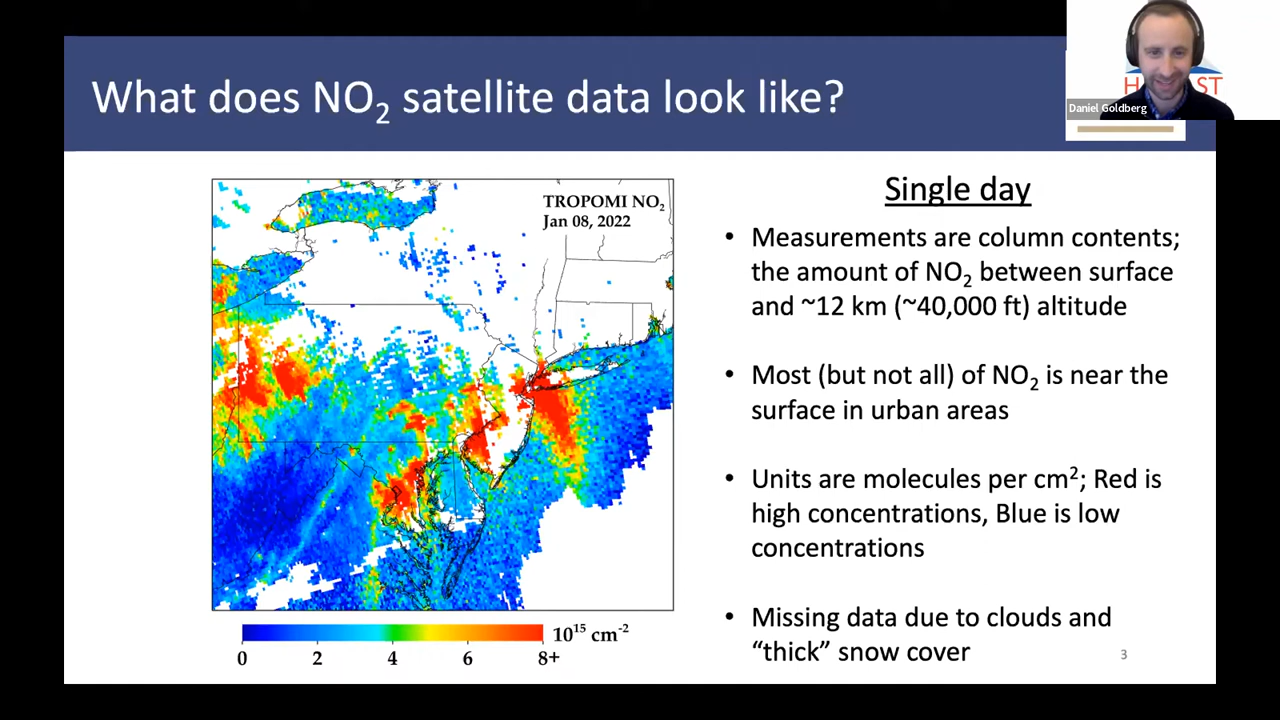 What does NO₂ satellite data look like?
H ST
Daniel Goldberg
TROPOMI NO₂
Jan 08, 2022
Single day
• Measurements are column contents;
the amount of NO₂ between surface
and ~12 km (~40,000 ft) altitude
• Most (but not all) of NO₂ is near the
surface in urban areas
• Units are molecules per cm²; Red is
high concentrations, Blue is low
concentrations
• Missing data due to clouds and
“thick” snow cover
10¹⁵ cm⁻²
0 2 4 6 8+
3